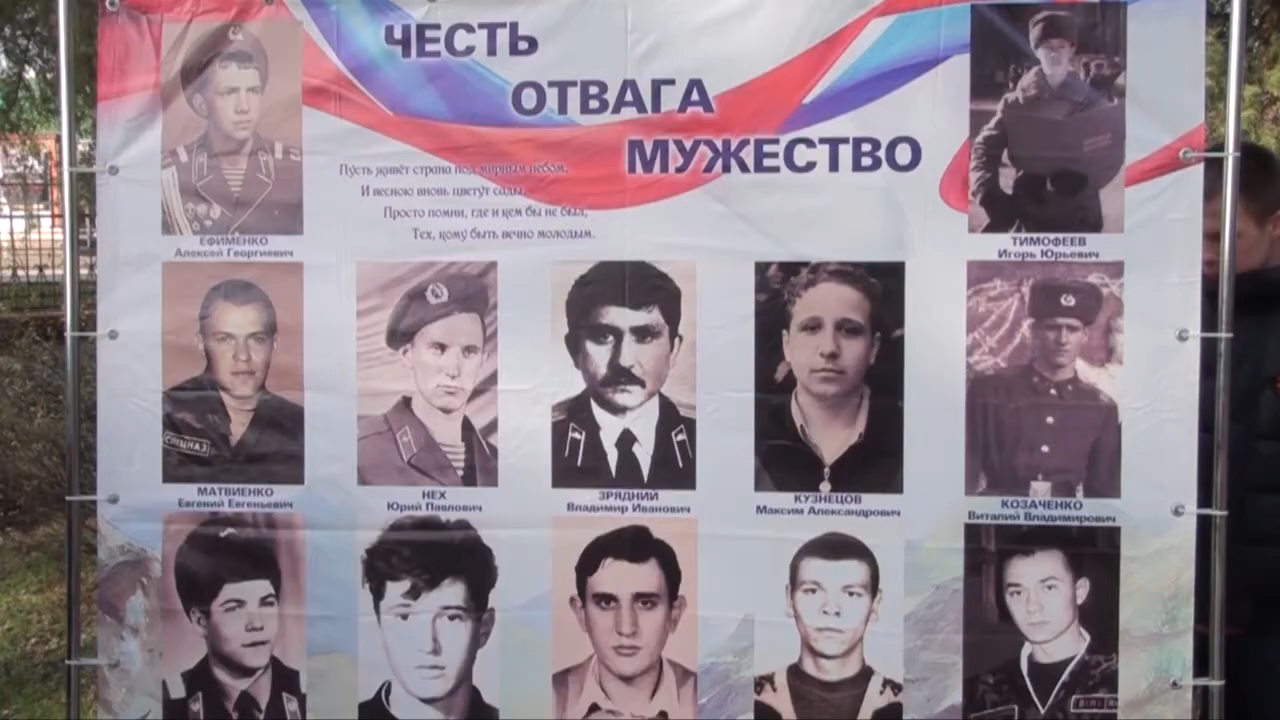 ЧЕСТЬ
ОТВАГА
МУЖЕСТВО
Пусть живёт страна под мирным небом,
И весною вновь цветут сады.
Просто помни, где и кем бы не был,
Тех, кому быть вечно молодым.
ЕФИМЕНКО
Алексей Георгиевич
ТИМОФЕЕВ
Игорь Юрьевич
СПЕЦНАЗ
МАТВИЕНКО
Евгений Евгеньевич
НЕХ
Юрий Павлович
ЗРЯДНИЙ
Владимир Иванович
КУЗНЕЦОВ
Максим Александрович
КОЗАЧЕНКО
Виталий Владимирович